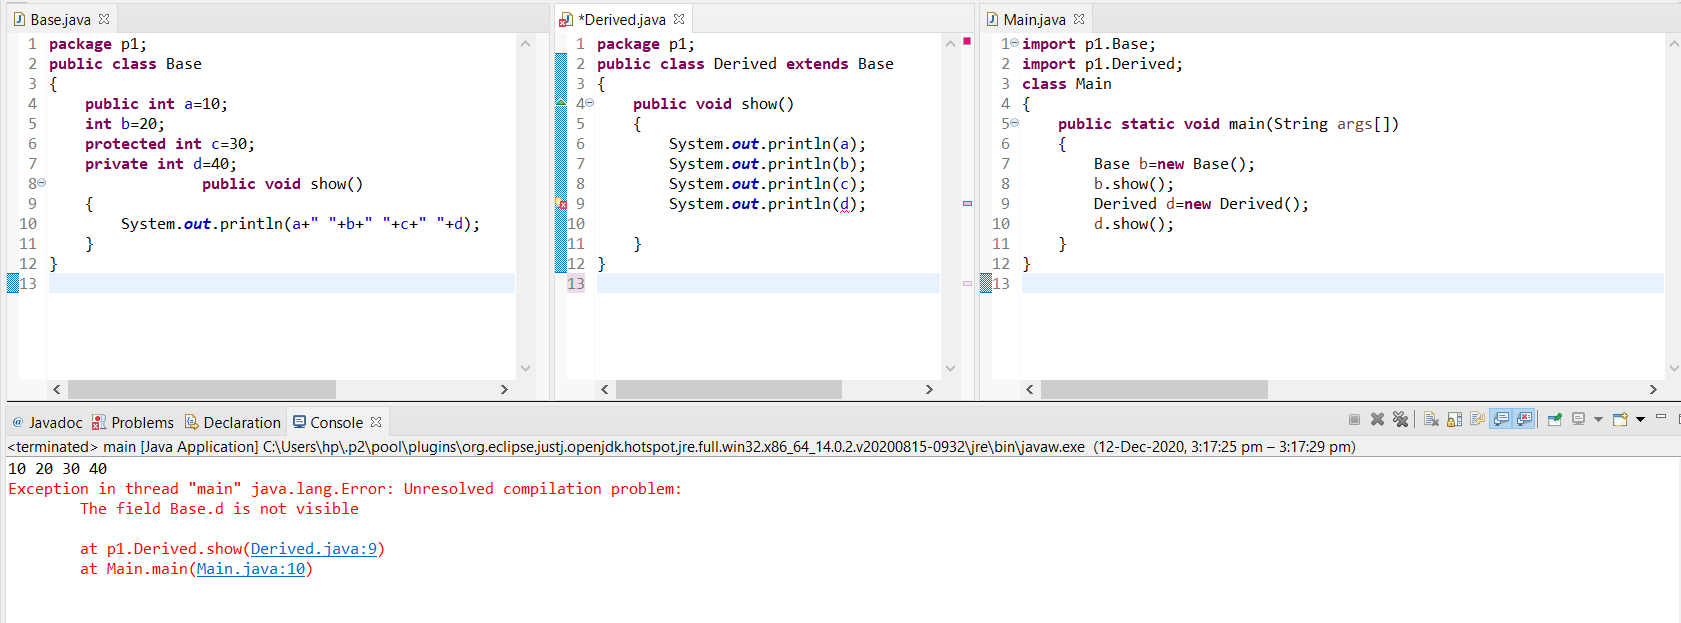 Base.java
1 package p1;
2 public class Base
3 {
4     public int a=10;
5     int b=20;
6     protected int c=30;
7     private int d=40;
8                  public void show()
9     {
10         System.out.println(a+" "+b+" "+c+" "+d);
11     }
12 }
13
*Derived.java
1 package p1;
2 public class Derived extends Base
3 {
4     public void show()
5     {
6         System.out.println(a);
7         System.out.println(b);
8         System.out.println(c);
9         System.out.println(d);
10
11     }
12 }
13
Main.java
1 import p1.Base;
2 import p1.Derived;
3 class Main
4 {
5     public static void main(String args[])
6     {
7         Base b=new Base();
8         b.show();
9         Derived d=new Derived();
10         d.show();
11     }
12 }
13
@ Javadoc Problems Declaration Console
<terminated> main [Java Application] C:\Users\hp\.p2\pool\plugins\org.eclipse.justj.openjdk.hotspot.jre.full.win32.x86_64_14.0.2.v20200815-0932\jre\bin\javaw.exe (12-Dec-2020, 3:17:25 pm – 3:17:29 pm)
10 20 30 40
Exception in thread "main" java.lang.Error: Unresolved compilation problem:
        The field Base.d is not visible
        at p1.Derived.show(Derived.java:9)
        at Main.main(Main.java:10)